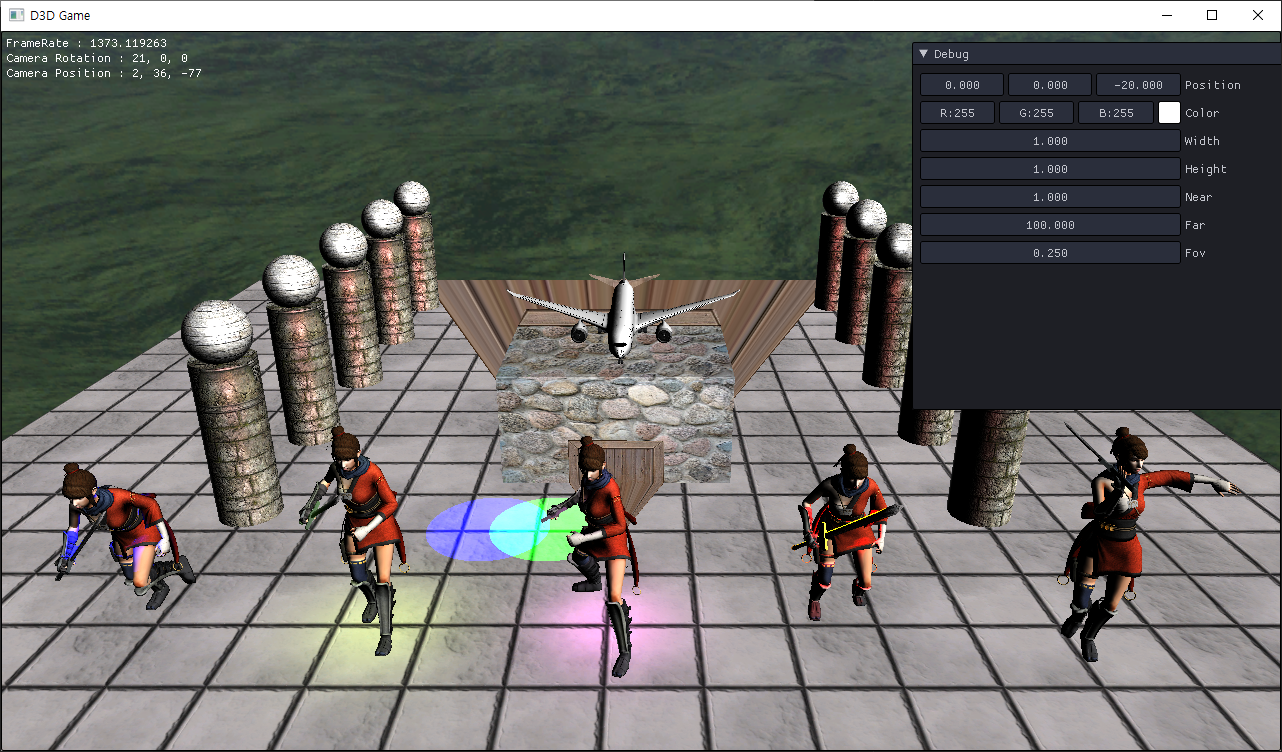 D3D Game
FrameRate : 1373.119263
Camera Rotation : 21, 0, 0
Camera Position : 2, 36, -77
Debug
0.000 0.000 -20.000 Position
R:255 G:255 B:255 Color
1.000 Width
1.000 Height
1.000 Near
100.000 Far
0.250 Fov